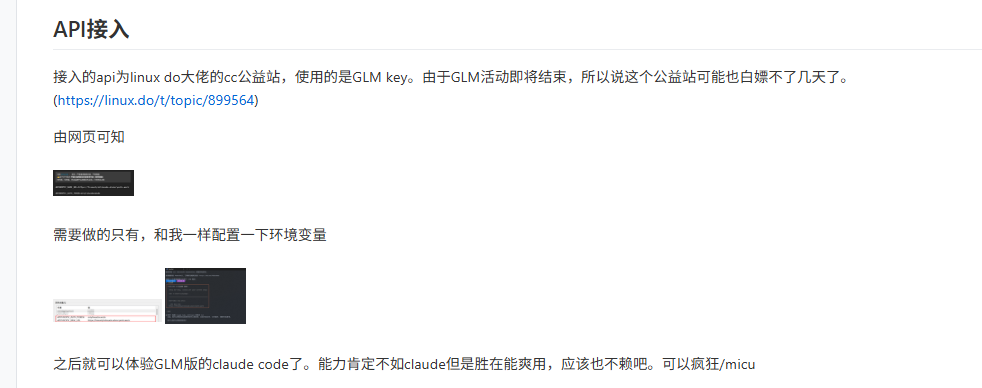 API接入
接入的api为linux do大佬的cc公益站，使用的是GLM key。由于GLM活动即将结束，所以说这个公益站可能也白嫖不了几天了。
(https://linux.do/t/topic/899564)
由网页可知
需要做的只有，和我一样配置一下环境变量
之后就可以体验GLM版的claude code了。能力肯定不如claude但是胜在能爽用，应该也不赖吧。可以疯狂/micu